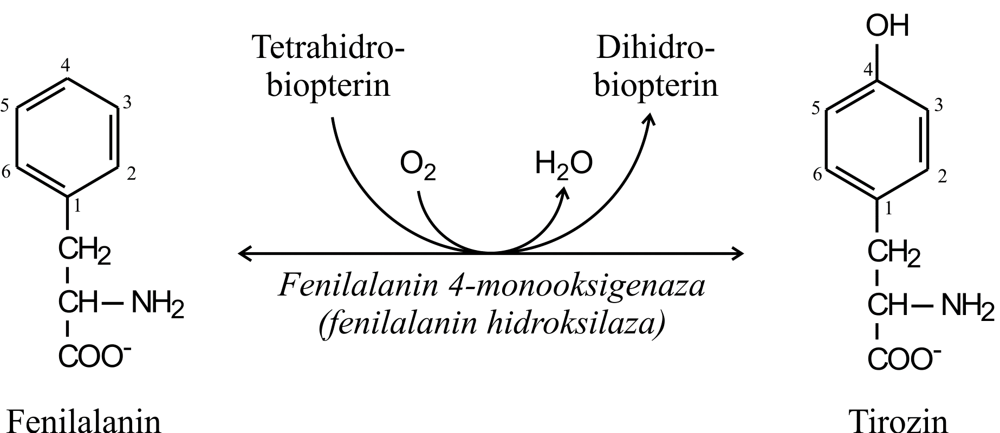 Tetrahidro-
biopterin
Dihidro-
biopterin
O2
H2O
4
5
3
6
2
1
CH2
CH—NH2
COO-
Fenilalanin
Fenilalanin 4-monooksigenaza
(fenilalanin hidroksilaza)
OH
4
5
3
6
2
1
CH2
CH—NH2
COO-
Tirozin